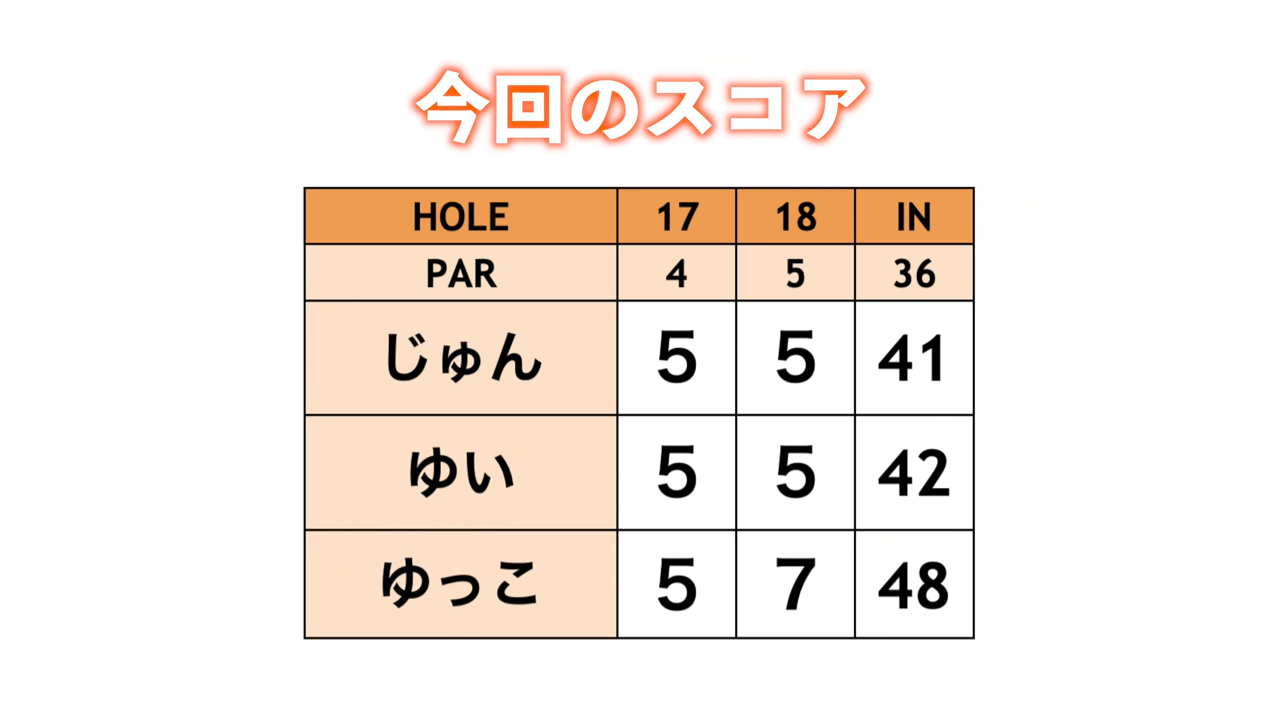 今回のスコア
HOLE 17 18 IN
PAR 4 5 36
じゅん 5 5 41
ゆい 5 5 42
ゆっこ 5 7 48